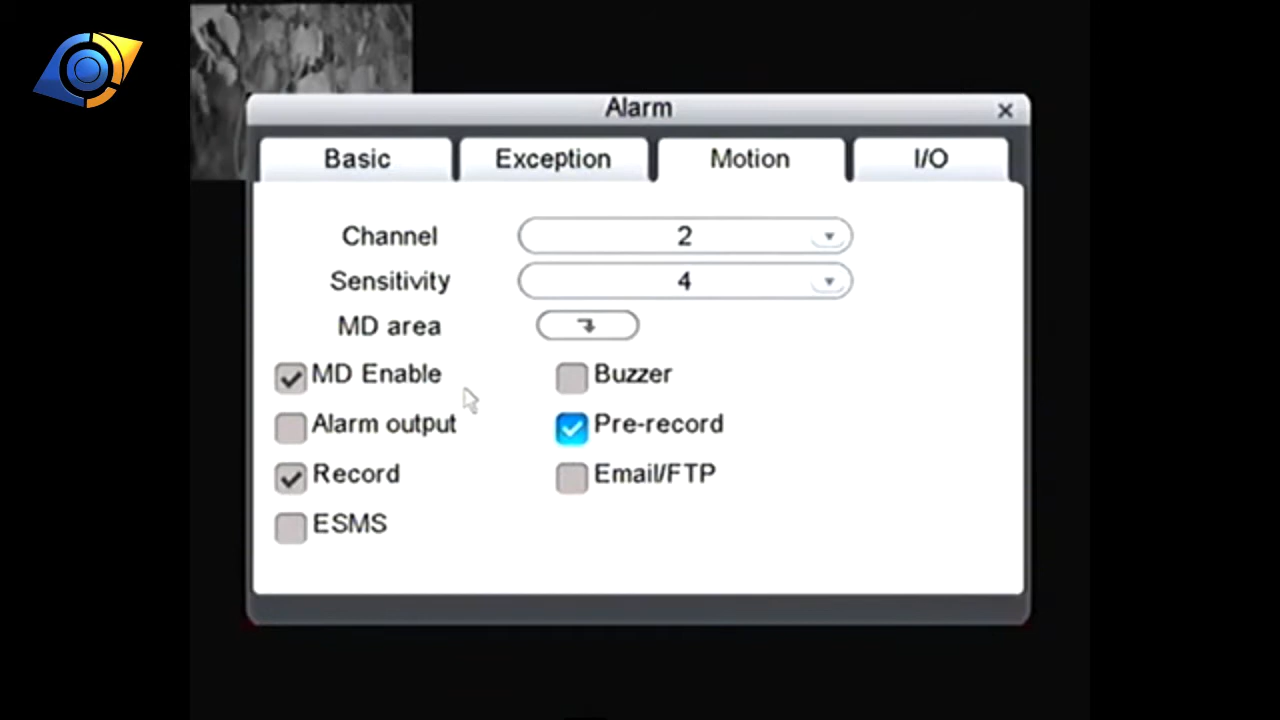 Alarm
Basic Exception Motion I/O
Channel 2
Sensitivity 4
MD area
MD Enable Buzzer
Alarm output Pre-record
Record Email/FTP
ESMS